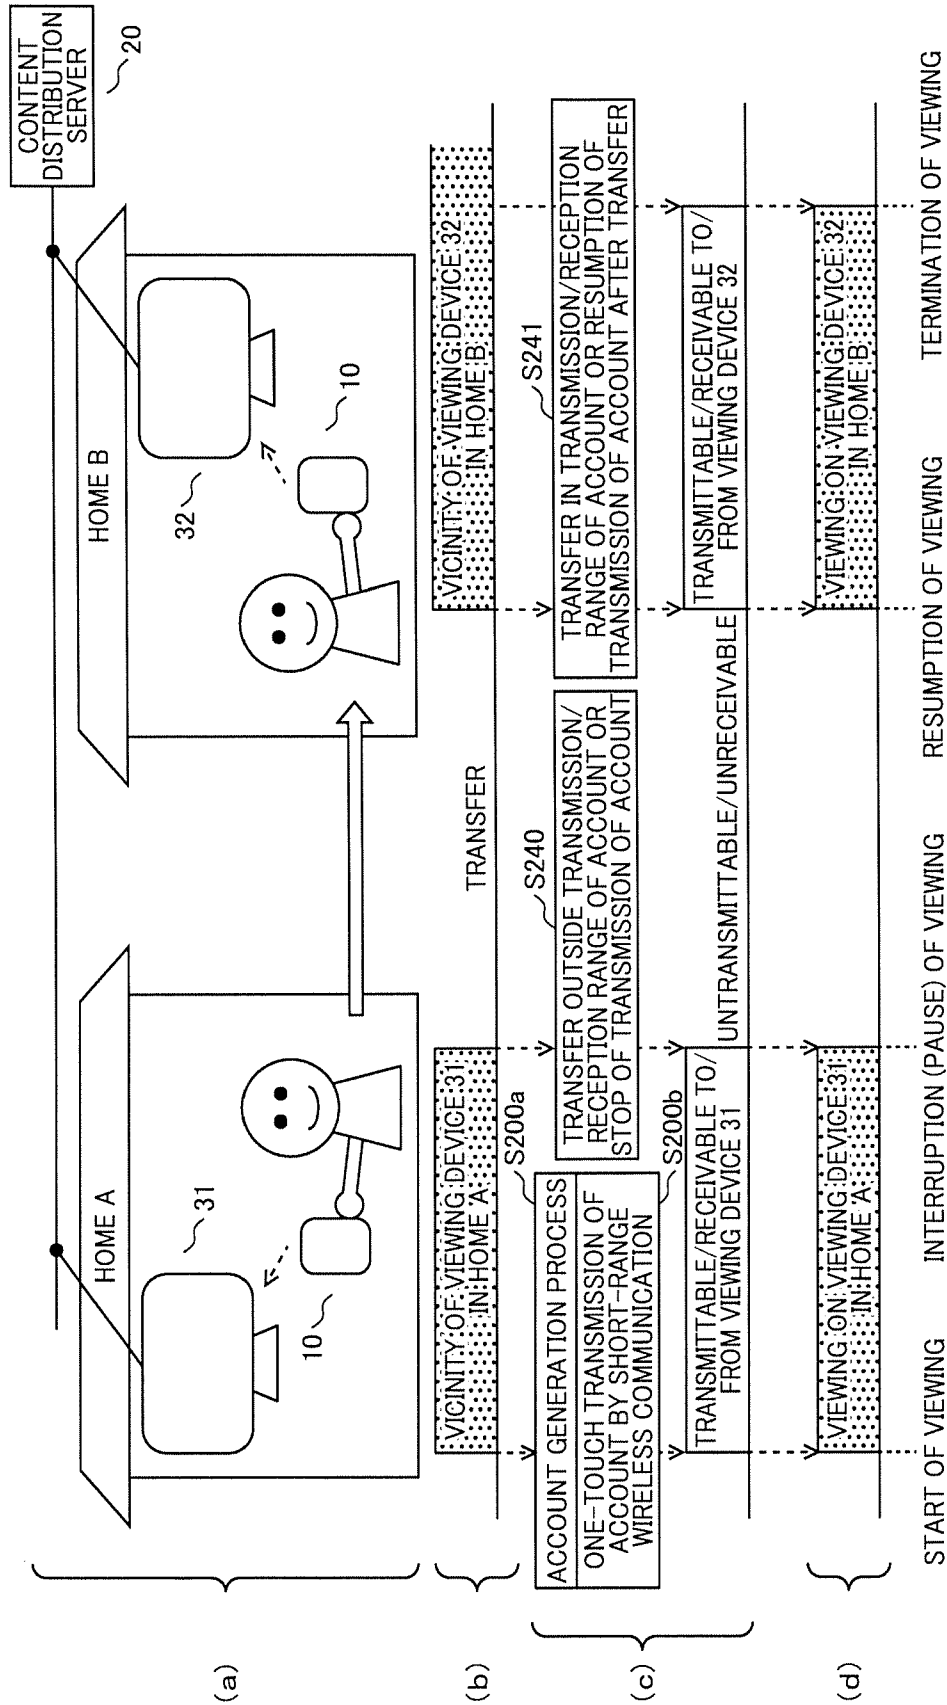 CONTENT
DISTRIBUTION
SERVER
20
HOME A
HOME B
31
10
32
10
(a)
VICINITY OF VIEWING DEVICE 31
IN HOME A
TRANSFER
VICINITY OF VIEWING DEVICE 32
IN HOME B
(b)
S200a
ACCOUNT GENERATION PROCESS
ONE-TOUCH TRANSMISSION OF
ACCOUNT BY SHORT-RANGE
WIRELESS COMMUNICATION
S200b
S240
TRANSFER OUTSIDE TRANSMISSION/
RECEPTION RANGE OF ACCOUNT OR
STOP OF TRANSMISSION OF ACCOUNT
S241
TRANSFER IN TRANSMISSION/RECEPTION
RANGE OF ACCOUNT OR RESUMPTION OF
TRANSMISSION OF ACCOUNT AFTER TRANSFER
(c)
TRANSMITTABLE/RECEIVABLE TO/
FROM VIEWING DEVICE 31
UNTRANSMITTABLE/UNRECEIVABLE
TRANSMITTABLE/RECEIVABLE TO/
FROM VIEWING DEVICE 32
(d)
VIEWING ON VIEWING DEVICE 31
IN HOME A
VIEWING ON VIEWING DEVICE 32
IN HOME B
START OF VIEWING
INTERRUPTION (PAUSE) OF VIEWING
RESUMPTION OF VIEWING
TERMINATION OF VIEWING